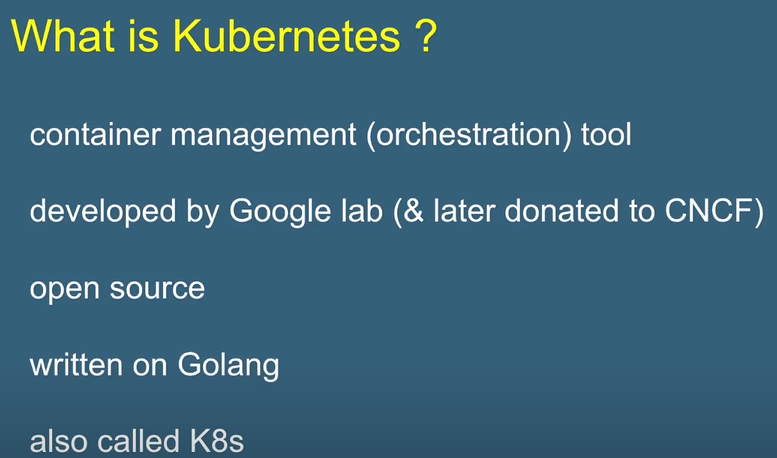 What is Kubernetes ?
container management (orchestration) tool
developed by Google lab (& later donated to CNCF)
open source
written on Golang
also called K8s